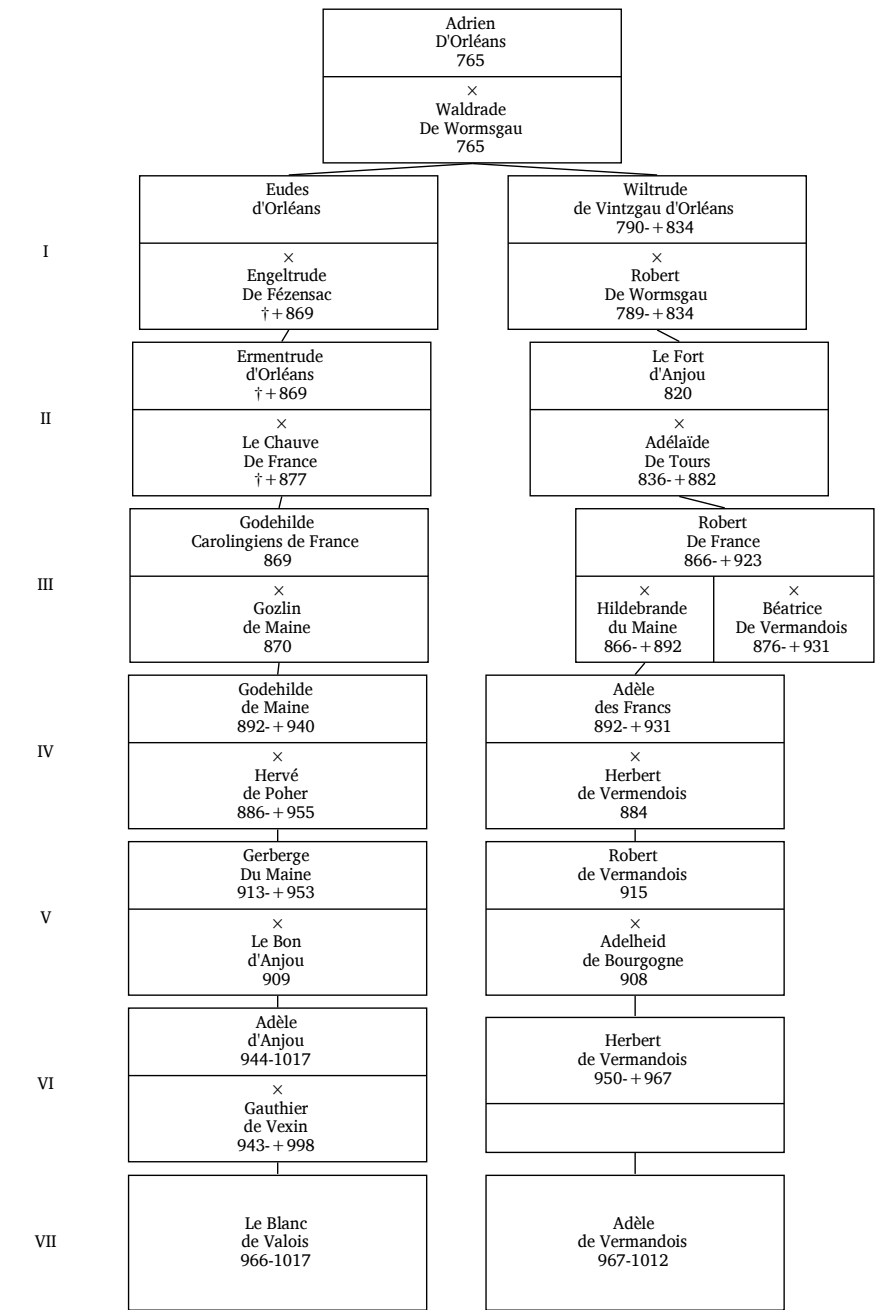 Adrien
D'Orléans
765
×
Waldrade
De Wormsgau
765
I
Eudes
d'Orléans
×
Engeltrude
De Fézensac
†+869
Wiltrude
de Vintzgau d'Orléans
790-+834
×
Robert
De Wormsgau
789-+834
II
Ermentrude
d'Orléans
†+869
×
Le Chauve
De France
†+877
Le Fort
d'Anjou
820
×
Adélaïde
De Tours
836-+882
III
Godehilde
Carolingiens de France
869
×
Gozlin
de Maine
870
Robert
De France
866-+923
×
Hildebrande
du Maine
866-+892
×
Béatrice
De Vermandois
876-+931
IV
Godehilde
de Maine
892-+940
×
Hervé
de Poher
886-+955
Adèle
des Francs
892-+931
×
Herbert
de Vermendois
884
V
Gerberge
Du Maine
913-+953
×
Le Bon
d'Anjou
909
Robert
de Vermandois
915
×
Adelheid
de Bourgogne
908
VI
Adèle
d'Anjou
944-1017
×
Gauthier
de Vexin
943-+998
Herbert
de Vermandois
950-+967
VII
Le Blanc
de Valois
966-1017
Adèle
de Vermandois
967-1012